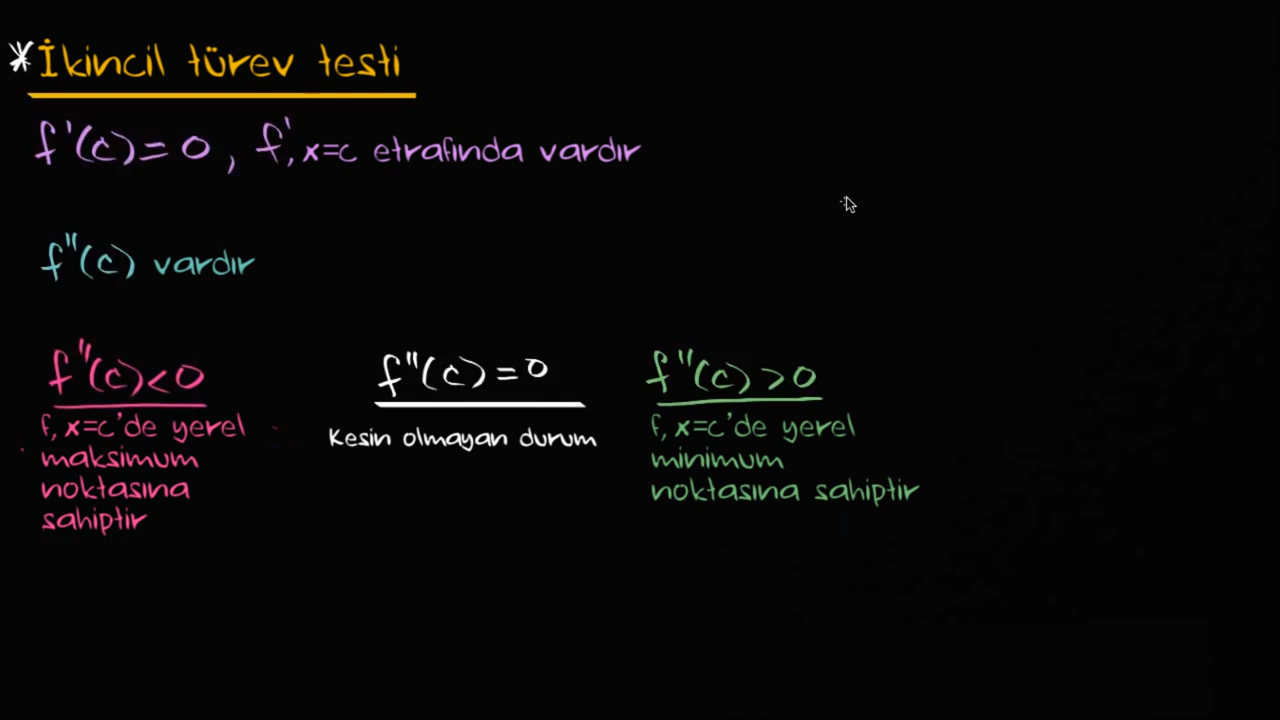 *İkincil türev testi
f'(c)=0, f', x=c etrafında vardır
f''(c) vardır
f''(c)<0
f, x=c'de yerel
maksimum
noktasına
sahiptir
f''(c)=0
Kesin olmayan durum
f''(c)>0
f, x=c'de yerel
minimum
noktasına sahiptir